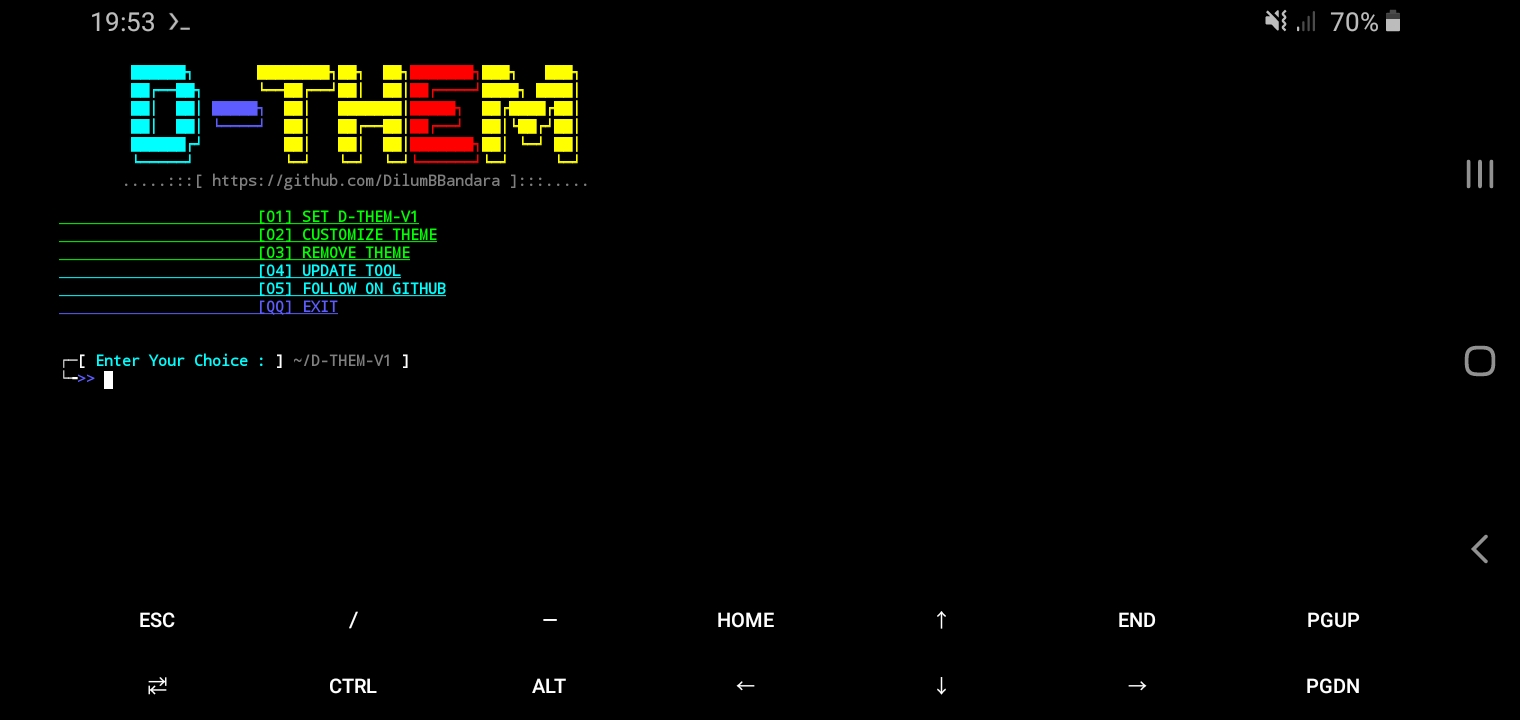 19:53 >_ 70%
D-THEM
.....:::[ https://github.com/DilumBBandara ]:::.....
[01] SET D-THEM-V1
[02] CUSTOMIZE THEME
[03] REMOVE THEME
[04] UPDATE TOOL
[05] FOLLOW ON GITHUB
[QQ] EXIT
┌─[ Enter Your Choice : ] ~/D-THEM-V1 ]
└─>>
ESC / — HOME ↑ END PGUP
⇄ CTRL ALT ← ↓ → PGDN